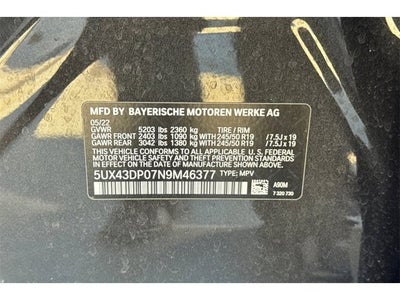 MFD BY BAYERISCHE MOTOREN WERKE AG
05/22
GVWR 5203 lbs 2360 kg TIRE / RIM
GAWR FRONT 2403 lbs 1090 kg WITH 245/50 R19 /7.5J x 19
GAWR REAR 3042 lbs 1380 kg WITH 245/50 R19 /7.5J x 19
THIS VEHICLE CONFORMS TO ALL APPLICABLE U.S. FEDERAL
MOTOR VEHICLE SAFETY AND THEFT PREVENTION STANDARDS
IN EFFECT ON THE DATE OF MANUFACTURE SHOWN ABOVE.
5UX43DP07N9M46377 TYPE: MPV
A90M
7 320 730